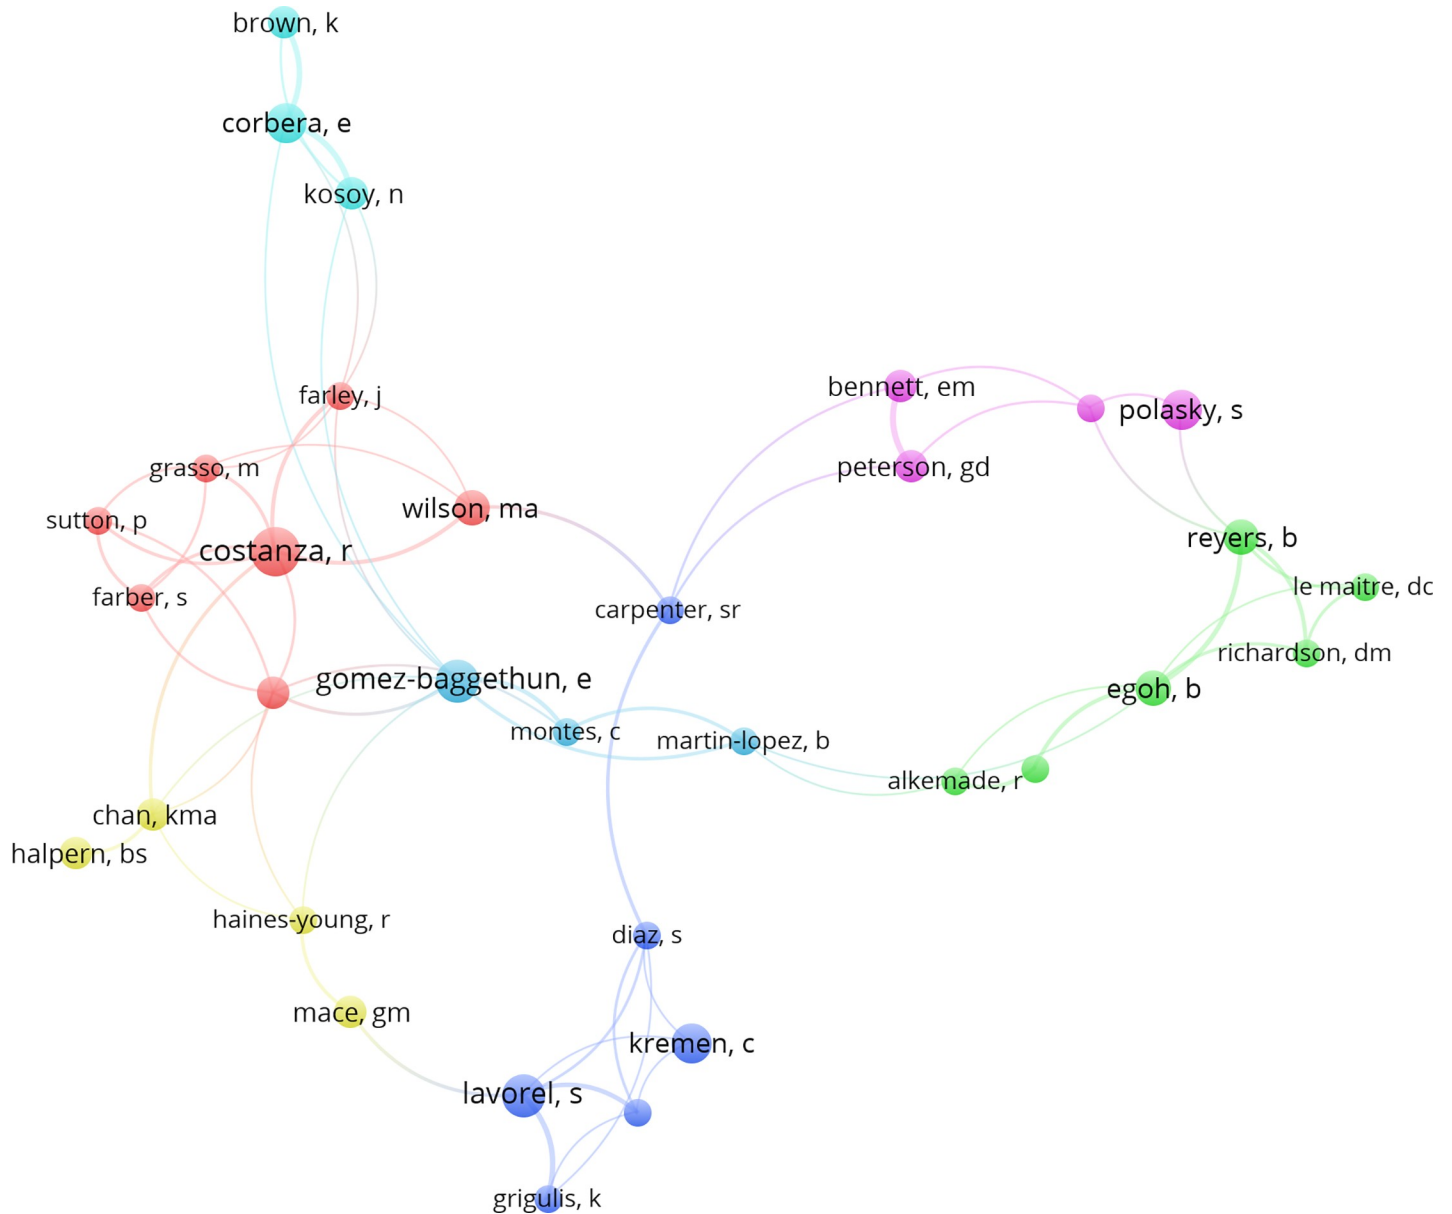 brown, k
corbera, e
kosoy, n
bennett, em
farley, j
polasky, s
grasso, m
peterson, gd
wilson, ma
sutton, p
reyers, b
costanza, r
le maitre, dc
farber, s
carpenter, sr
richardson, dm
gomez-baggethun, e
egoh, b
montes, c
martin-lopez, b
alkemade, r
chan, kma
halpern, bs
haines-young, r
diaz, s
mace, gm
kremen, c
lavorel, s
grigulis, k